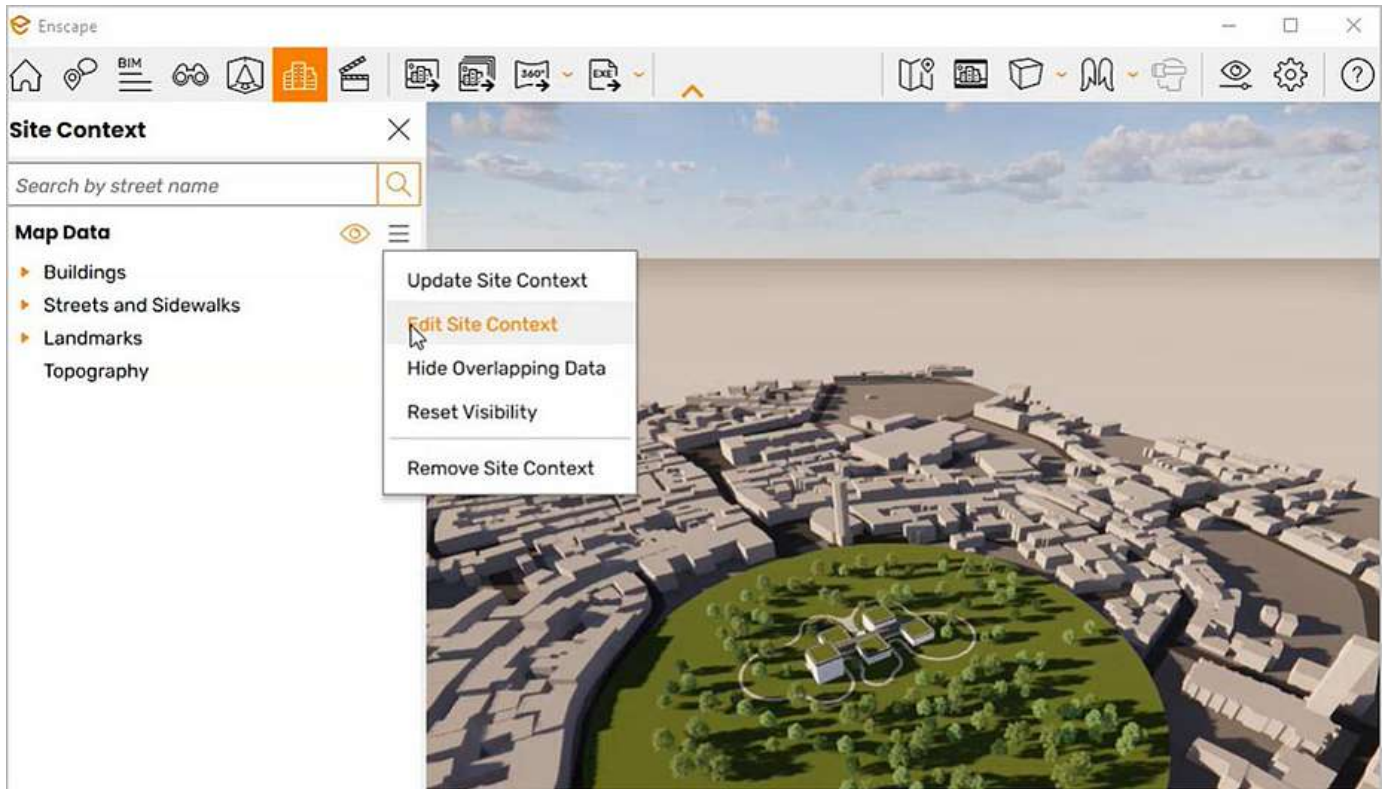 Enscape
BIM
360°
EXE
?
Site Context
Search by street name
Map Data
Buildings
Streets and Sidewalks
Landmarks
Topography
Update Site Context
Edit Site Context
Hide Overlapping Data
Reset Visibility
Remove Site Context